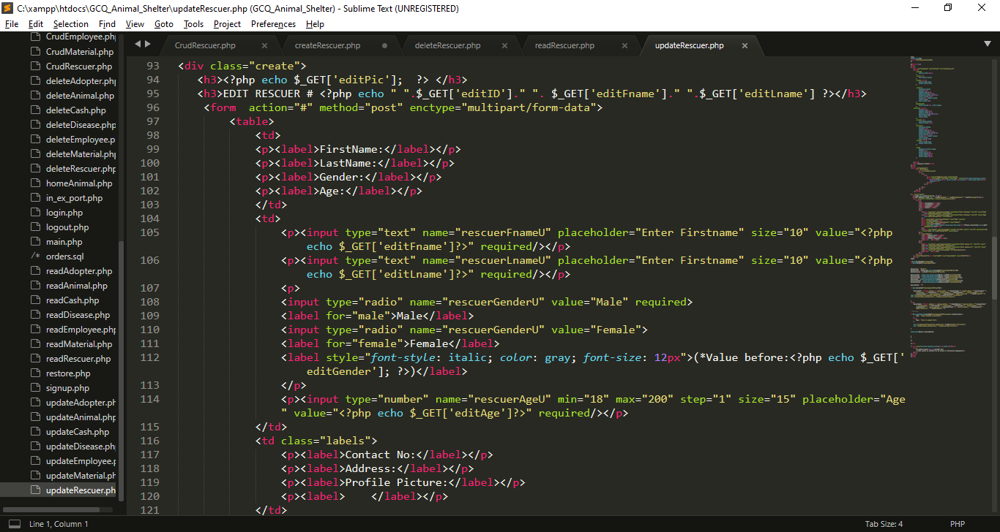 C:\xampp\htdocs\GCQ_Animal_Shelter\updateRescuer.php (GCQ_Animal_Shelter) - Sublime Text (UNREGISTERED)
File Edit Selection Find View Goto Tools Project Preferences Help
CrudEmployee.php
CrudMaterial.php
CrudRescuer.php
deleteAdopter.php
deleteAnimal.php
deleteCash.php
deleteDisease.php
deleteEmployee.p
deleteMaterial.php
deleteRescuer.php
homeAnimal.php
in_ex_port.php
login.php
logout.php
main.php
/* orders.sql
readAdopter.php
readAnimal.php
readCash.php
readDisease.php
readEmployee.php
readMaterial.php
readRescuer.php
restore.php
signup.php
updateAdopter.ph
updateAnimal.php
updateCash.php
updateDisease.php
updateEmployee.p
updateMaterial.ph
updateRescuer.ph
CrudRescuer.php createRescuer.php deleteRescuer.php readRescuer.php updateRescuer.php
93 <div class="create">
94 <h3><?php echo $_GET['editPic'];  ?> </h3>
95 <h3>EDIT RESCUER # <?php echo " ".$_GET['editID']." ". $_GET['editFname']." ".$_GET['editLname'] ?></h3>
96 <form  action="#" method="post" enctype="multipart/form-data">
97 <table>
98 <td>
99 <p><label>FirstName:</label></p>
100 <p><label>LastName:</label></p>
101 <p><label>Gender:</label></p>
102 <p><label>Age:</label></p>
103 </td>
104 <td>
105 <p><input type="text" name="rescuerFnameU" placeholder="Enter Firstname" size="10" value="<?php
echo $_GET['editFname']?>" required/></p>
106 <p><input type="text" name="rescuerLnameU" placeholder="Enter Firstname" size="10" value="<?php
echo $_GET['editLname']?>" required/></p>
107 <p>
108 <input type="radio" name="rescuerGenderU" value="Male" required>
109 <label for="male">Male</label>
110 <input type="radio" name="rescuerGenderU" value="Female">
111 <label for="female">Female</label>
112 <label style="font-style: italic; color: gray; font-size: 12px">(*Value before:<?php echo $_GET['
editGender']; ?>)</label>
113 </p>
114 <p><input type="number" name="rescuerAgeU" min="18" max="200" step="1" size="15" placeholder="Age
" value="<?php echo $_GET['editAge']?>" required/></p>
115 </td>
116 <td class="labels">
117 <p><label>Contact No:</label></p>
118 <p><label>Address:</label></p>
119 <p><label>Profile Picture:</label></p>
120 <p><label>    </label></p>
121 </td>
Line 1, Column 1
Tab Size: 4
PHP